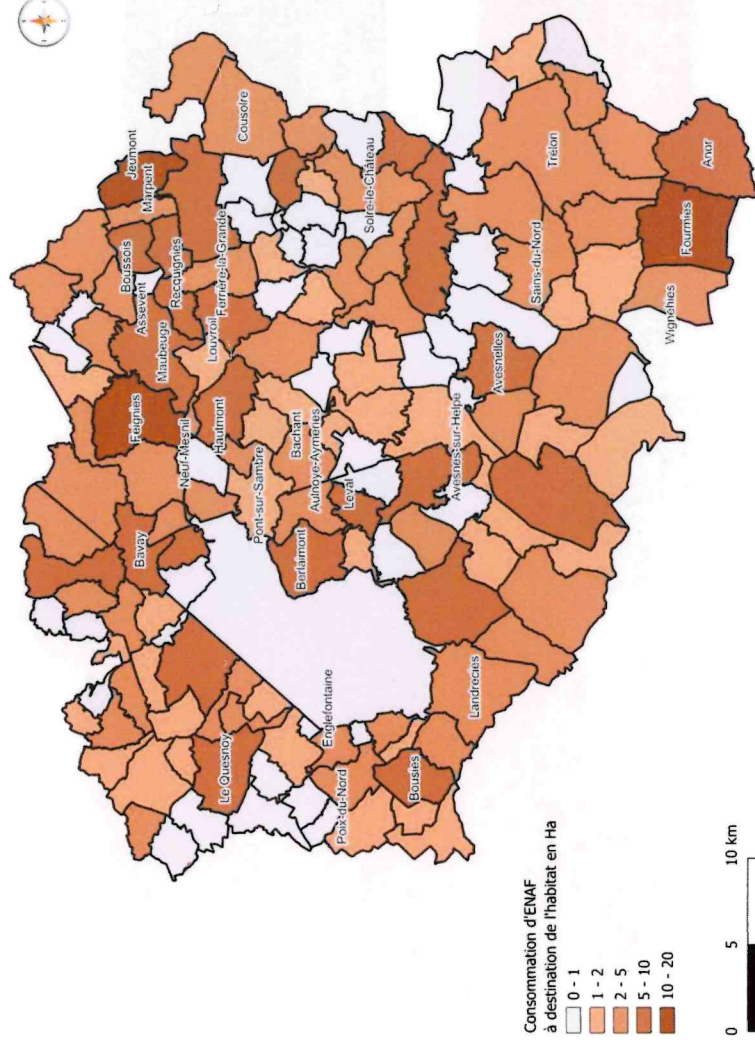 Jeumont
Marpent
Cousolre
Boussois
Assevent
Recquignies
Maubeuge
Ferrière-la-Grande
Louvroil
Feignies
Neuf-Mesnil
Hautmont
Solre-le-Château
Bavay
Pont-sur-Sambre
Bachant
Aulnoye-Aymeries
Leval
Berlaimont
Avesnes-sur-Helpe
Avesnelles
Sains-du-Nord
Trélon
Anor
Fourmies
Wignehies
Le Quesnoy
Englefontaine
Poix-du-Nord
Landrecies
Bousies
Consommation d'ENAF
à destination de l'habitat en Ha
0 - 1
1 - 2
2 - 5
5 - 10
10 - 20
0 5 10 km